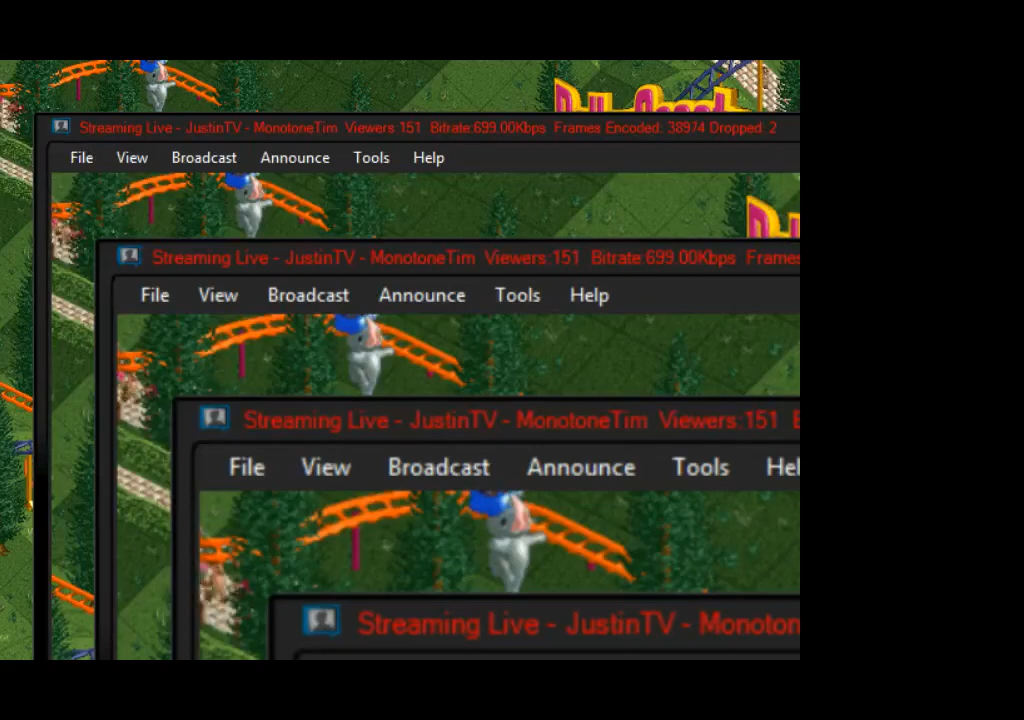 Streaming Live - JustinTV - MonotoneTim Viewers:151 Bitrate:699.00Kbps Frames Encoded: 38974 Dropped: 2
File View Broadcast Announce Tools Help
Streaming Live - JustinTV - MonotoneTim Viewers:151 Bitrate:699.00Kbps Frames
File View Broadcast Announce Tools Help
Streaming Live - JustinTV - MonotoneTim Viewers:151
File View Broadcast Announce Tools Hel
Streaming Live - JustinTV - Monoton